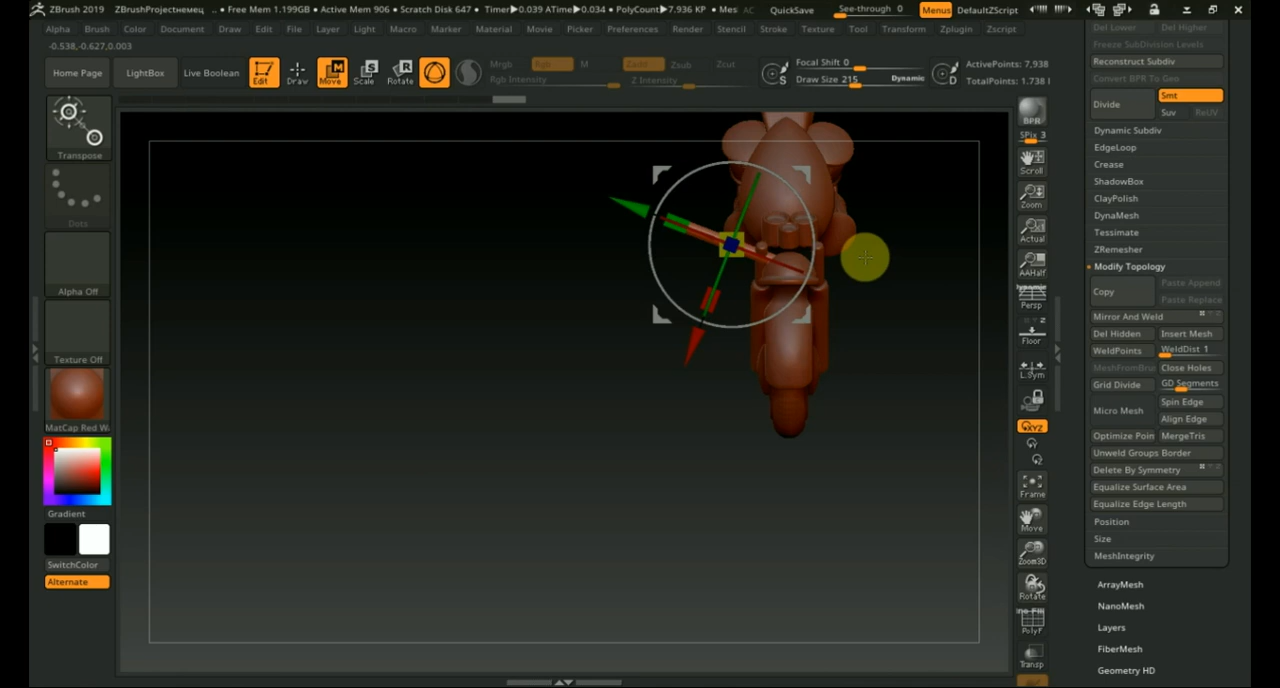 ZBrush 2019 ZBrushProjectнемец .. • Free Mem 1.199GB • Active Mem 906 • Scratch Disk 647 • Timer▶0.039 ATime▶0.034 • PolyCount▶7.936 KP • Mes AC QuickSave See-through 0 Menus DefaultZScript
Alpha Brush Color Document Draw Edit File Layer Light Macro Marker Material Movie Picker Preferences Render Stencil Stroke Texture Tool Transform Zplugin Zscript
-0.538,-0.627,0.003
Home Page LightBox Live Boolean Edit Draw Move Scale Rotate
Mrgb Rgb M Zadd Zsub Zcut
Rgb Intensity Z Intensity
Focal Shift 0
Draw Size 215 Dynamic
S D
ActivePoints: 7,938
TotalPoints: 1.738
Transpose
Dots
Alpha Off
Texture Off
MatCap Red W
Gradient
SwitchColor
Alternate
BPR
SPix 3
Scroll
Zoom
Actual
AAHalf
Dynamic
Persp
Floor
L.Sym
XYZ
Frame
Move
Zoom3D
Rotate
PolyF
Transp
Del Lower Del Higher
Freeze SubDivision Levels
Reconstruct Subdiv
Convert BPR To Geo
Divide Smt
Suv ReUV
Dynamic Subdiv
EdgeLoop
Crease
ShadowBox
ClayPolish
DynaMesh
Tessimate
ZRemesher
Modify Topology
Copy Paste Append
Paste Replace
Mirror And Weld
Del Hidden Insert Mesh
WeldPoints WeldDist 1
MeshFromBru Close Holes
Grid Divide GD Segments
Micro Mesh Spin Edge
Align Edge
Optimize Poin MergeTris
Unweld Groups Border
Delete By Symmetry
Equalize Surface Area
Equalize Edge Length
Position
Size
MeshIntegrity
ArrayMesh
NanoMesh
Layers
FiberMesh
Geometry HD